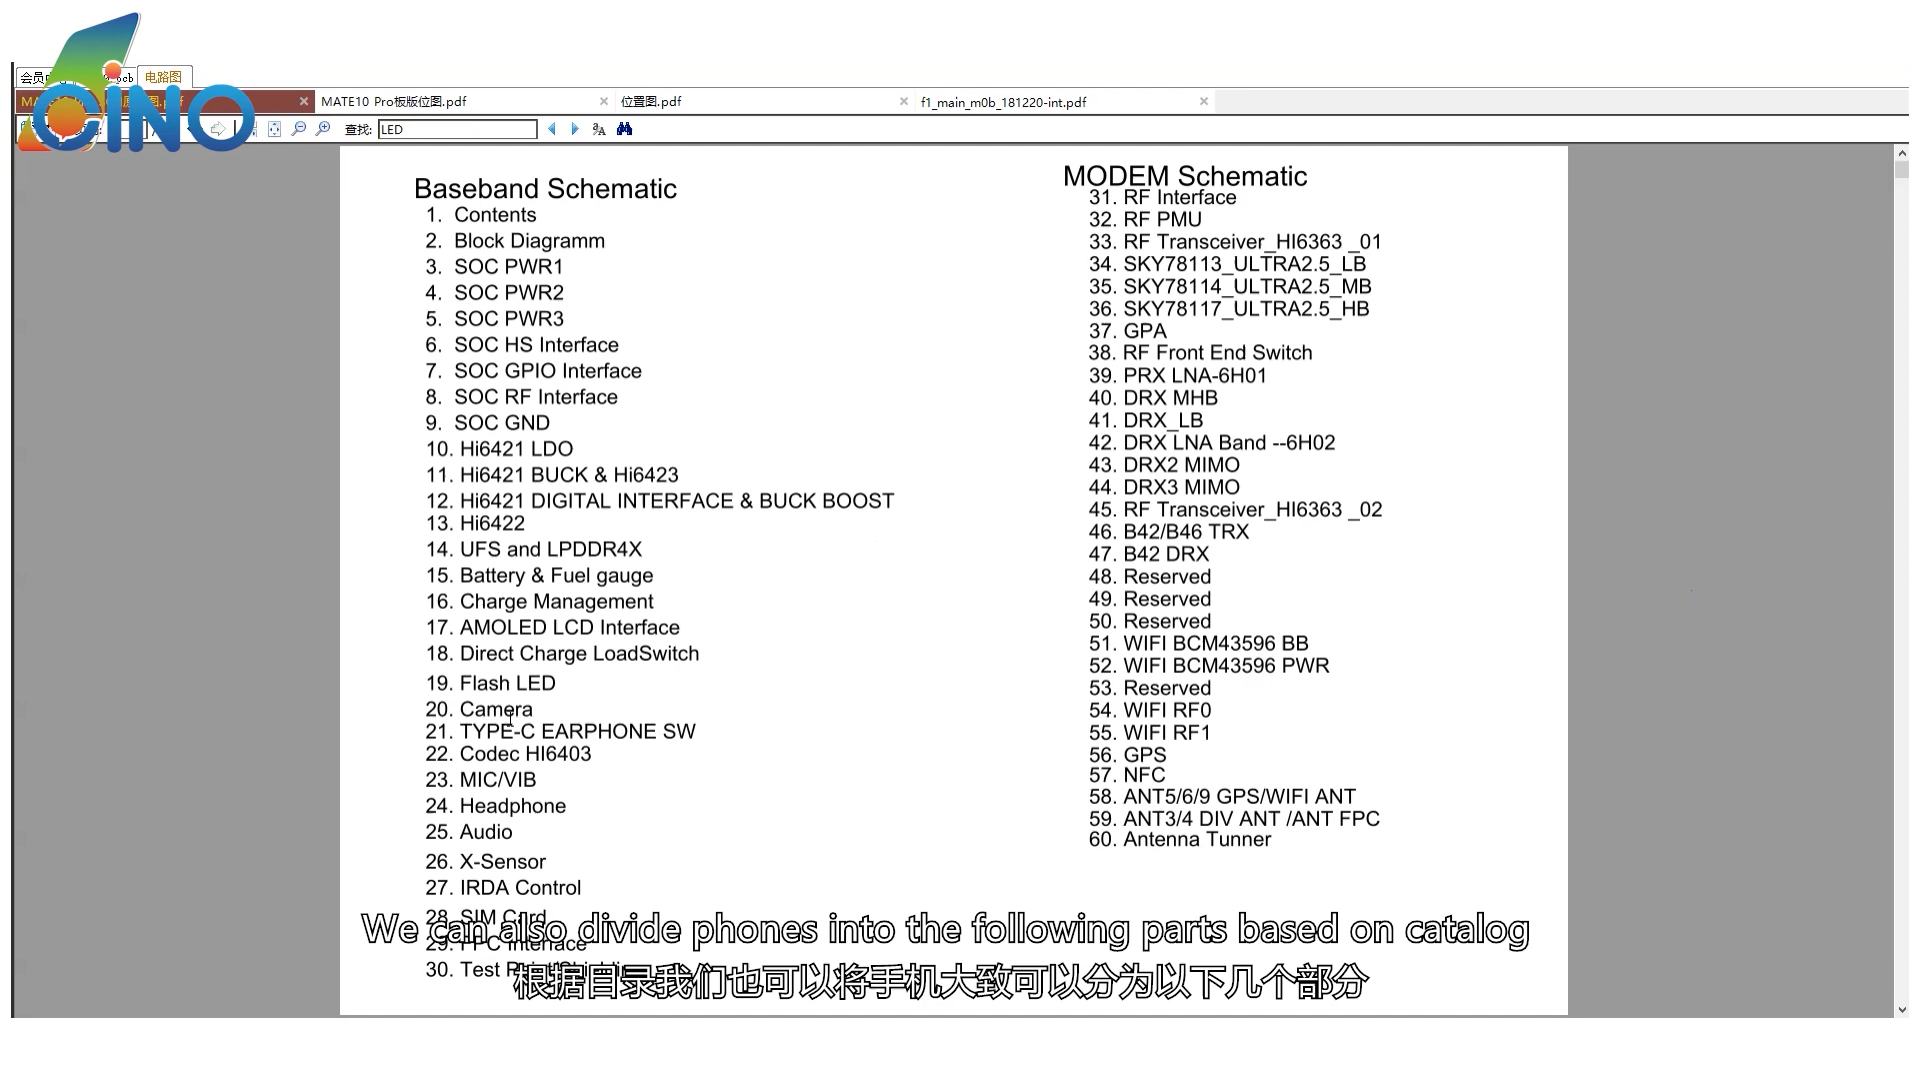 CINO
会员
pcb
电路图
MATE10 Pro板版位图.pdf
位置图.pdf
f1_main_m0b_181220-int.pdf
查找:
LED
Baseband Schematic
1. Contents
2. Block Diagramm
3. SOC PWR1
4. SOC PWR2
5. SOC PWR3
6. SOC HS Interface
7. SOC GPIO Interface
8. SOC RF Interface
9. SOC GND
10. Hi6421 LDO
11. Hi6421 BUCK & Hi6423
12. Hi6421 DIGITAL INTERFACE & BUCK BOOST
13. Hi6422
14. UFS and LPDDR4X
15. Battery & Fuel gauge
16. Charge Management
17. AMOLED LCD Interface
18. Direct Charge LoadSwitch
19. Flash LED
20. Camera
21. TYPE-C EARPHONE SW
22. Codec HI6403
23. MIC/VIB
24. Headphone
25. Audio
26. X-Sensor
27. IRDA Control
28. SIM Card
29. FPC Interface
30. Test Point
MODEM Schematic
31. RF Interface
32. RF PMU
33. RF Transceiver_HI6363 _01
34. SKY78113_ULTRA2.5_LB
35. SKY78114_ULTRA2.5_MB
36. SKY78117_ULTRA2.5_HB
37. GPA
38. RF Front End Switch
39. PRX LNA-6H01
40. DRX MHB
41. DRX_LB
42. DRX LNA Band --6H02
43. DRX2 MIMO
44. DRX3 MIMO
45. RF Transceiver_HI6363 _02
46. B42/B46 TRX
47. B42 DRX
48. Reserved
49. Reserved
50. Reserved
51. WIFI BCM43596 BB
52. WIFI BCM43596 PWR
53. Reserved
54. WIFI RF0
55. WIFI RF1
56. GPS
57. NFC
58. ANT5/6/9 GPS/WIFI ANT
59. ANT3/4 DIV ANT /ANT FPC
60. Antenna Tunner
We can also divide phones into the following parts based on catalog
根据目录我们也可以将手机大致可以分为以下几个部分